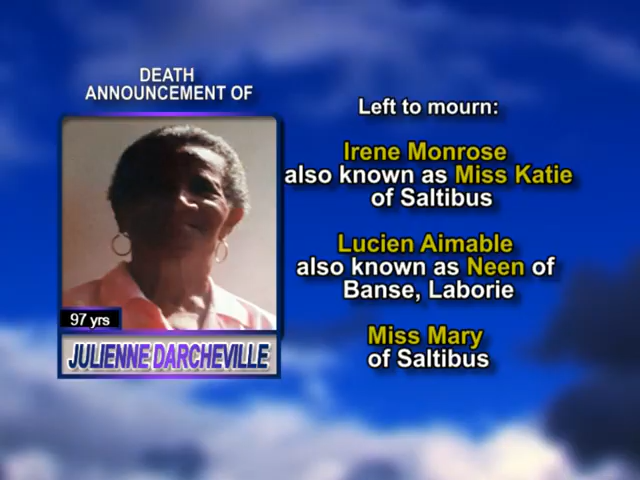 DEATH
ANNOUNCEMENT OF
97 yrs
JULIENNE DARCHEVILLE
Left to mourn:
Irene Monrose
also known as Miss Katie
of Saltibus
Lucien Aimable
also known as Neen of
Banse, Laborie
Miss Mary
of Saltibus